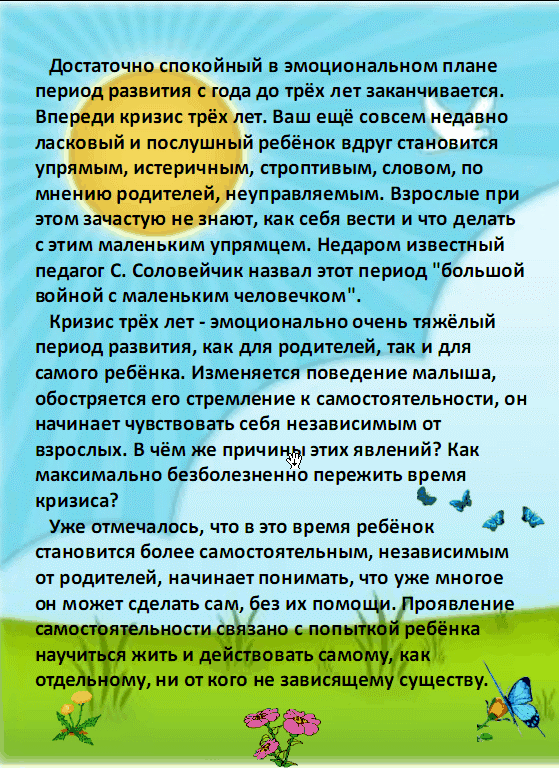 Достаточно спокойный в эмоциональном плане
период развития с года до трёх лет заканчивается.
Впереди кризис трёх лет. Ваш ещё совсем недавно
ласковый и послушный ребёнок вдруг становится
упрямым, истеричным, строптивым, словом, по
мнению родителей, неуправляемым. Взрослые при
этом зачастую не знают, как себя вести и что делать
с этим маленьким упрямцем. Недаром известный
педагог С. Соловейчик назвал этот период "большой
войной с маленьким человечком".
Кризис трёх лет - эмоционально очень тяжёлый
период развития, как для родителей, так и для
самого ребёнка. Изменяется поведение малыша,
обостряется его стремление к самостоятельности, он
начинает чувствовать себя независимым от
взрослых. В чём же причины этих явлений? Как
максимально безболезненно пережить время
кризиса?
Уже отмечалось, что в это время ребёнок
становится более самостоятельным, независимым
от родителей, начинает понимать, что уже многое
он может сделать сам, без их помощи. Проявление
самостоятельности связано с попыткой ребёнка
научиться жить и действовать самому, как
отдельному, ни от кого не зависящему существу.